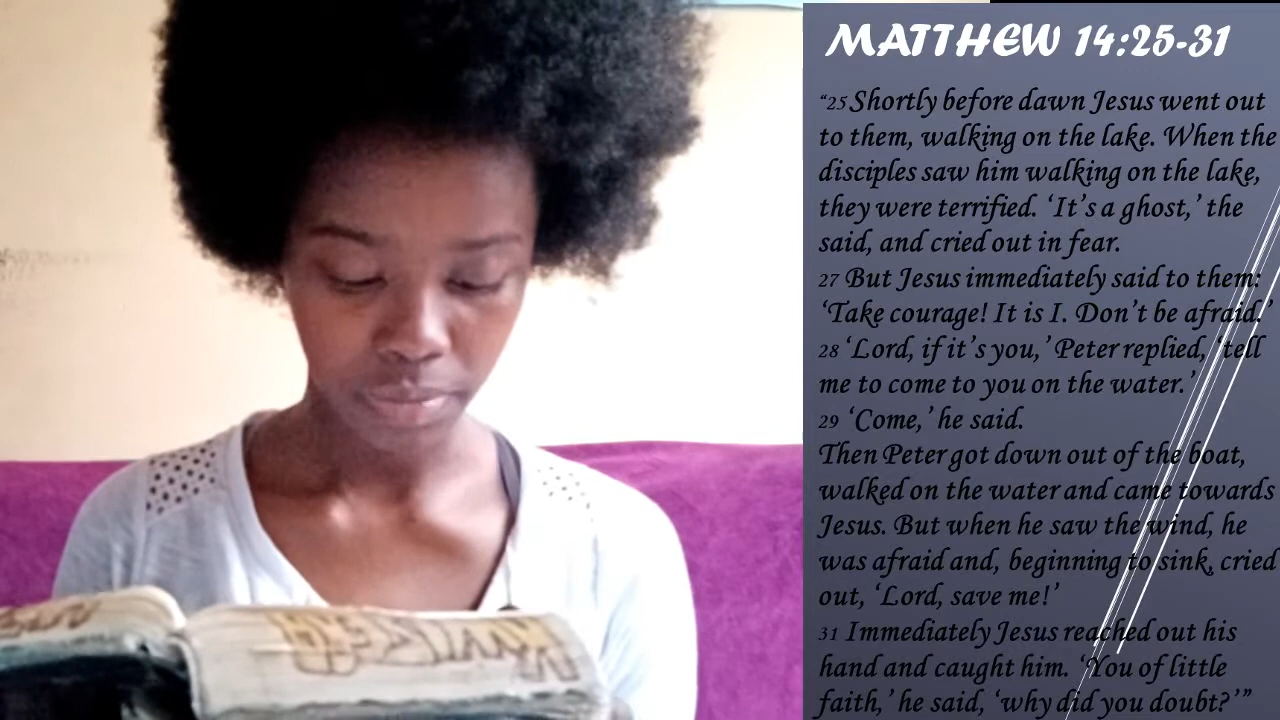 MATTHEW 14:25-31
“25 Shortly before dawn Jesus went out
to them, walking on the lake. When the
disciples saw him walking on the lake,
they were terrified. ‘It’s a ghost,’ the
said, and cried out in fear.
27 But Jesus immediately said to them:
‘Take courage! It is I. Don’t be afraid.’
28 ‘Lord, if it’s you,’ Peter replied, ‘tell
me to come to you on the water.’
29 ‘Come,’ he said.
Then Peter got down out of the boat,
walked on the water and came towards
Jesus. But when he saw the wind, he
was afraid and, beginning to sink, cried
out, ‘Lord, save me!’
31 Immediately Jesus reached out his
hand and caught him. ‘You of little
faith,’ he said, ‘why did you doubt?’”